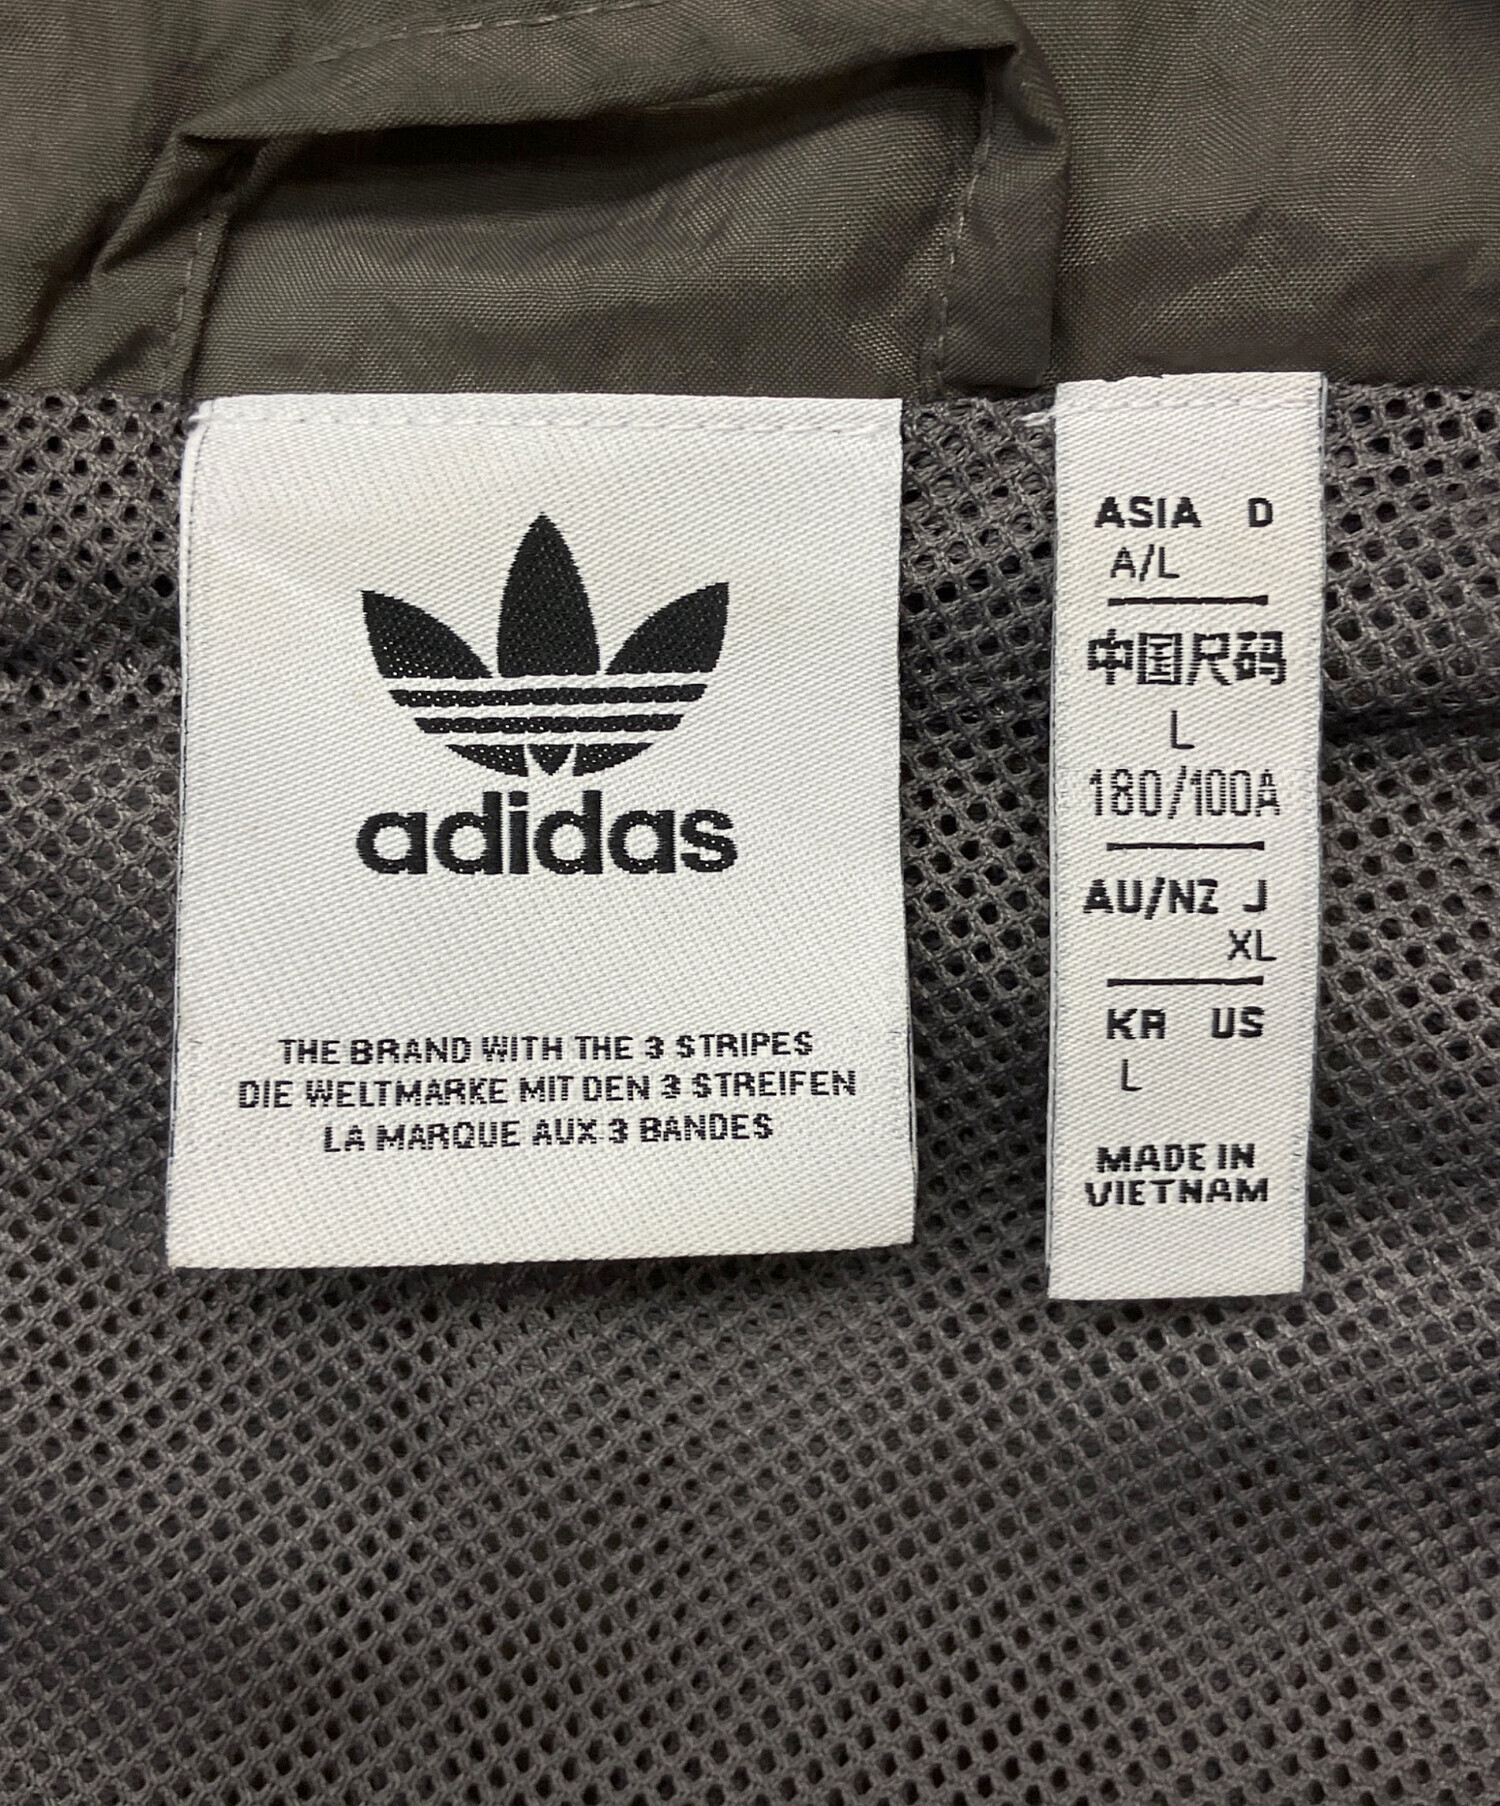 adidas
THE BRAND WITH THE 3 STRIPES
DIE WELTMARKE MIT DEN 3 STREIFEN
LA MARQUE AUX 3 BANDES
ASIA D
A/L
中国尺码
L
180/100A
AU/NZ J
XL
KR US
L
MADE IN
VIETNAM